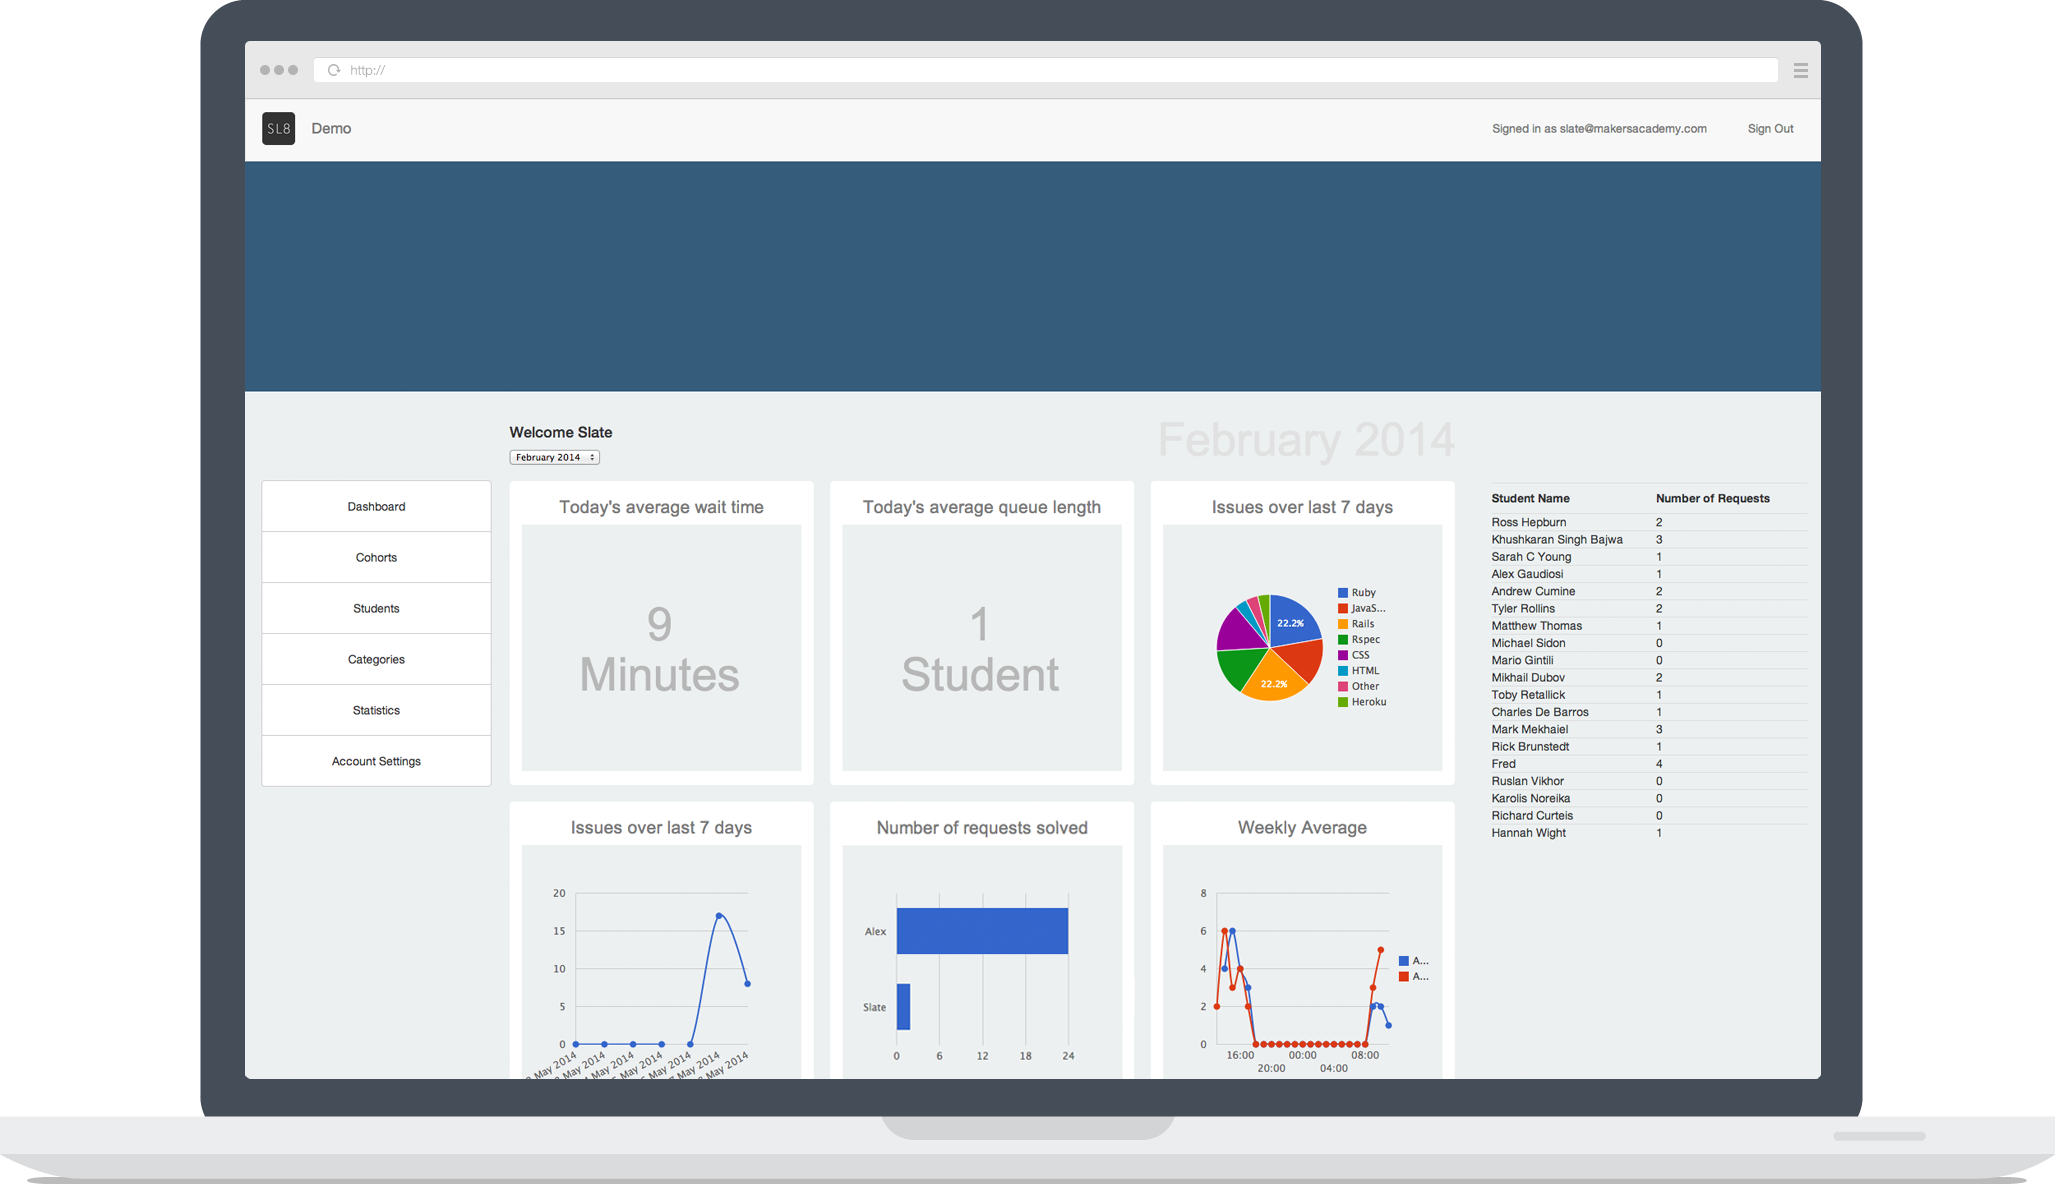 http://
SL8 Demo Signed in as slate@makersacademy.com Sign Out
Welcome Slate
February 2014
February 2014
Dashboard
Cohorts
Students
Categories
Statistics
Account Settings
Today's average wait time
9
Minutes
Today's average queue length
1
Student
Issues over last 7 days
22.2%
22.2%
Ruby
JavaS...
Rails
Rspec
CSS
HTML
Other
Heroku
Student Name Number of Requests
Ross Hepburn 2
Khushkaran Singh Bajwa 3
Sarah C Young 1
Alex Gaudiosi 1
Andrew Cumine 2
Tyler Rollins 2
Matthew Thomas 1
Michael Sidon 0
Mario Gintili 0
Mikhail Dubov 2
Toby Retallick 1
Charles De Barros 1
Mark Mekhaiel 3
Rick Brunstedt 1
Fred 4
Ruslan Vikhor 0
Karolis Noreika 0
Richard Curteis 0
Hannah Wight 1
Issues over last 7 days
20
15
10
5
0
May 2014
May 2014
May 2014
May 2014
May 2014
May 2014
May 2014
Number of requests solved
Alex
Slate
0 6 12 18 24
Weekly Average
8
6
4
2
0
16:00 00:00 08:00
20:00 04:00
A...
A...